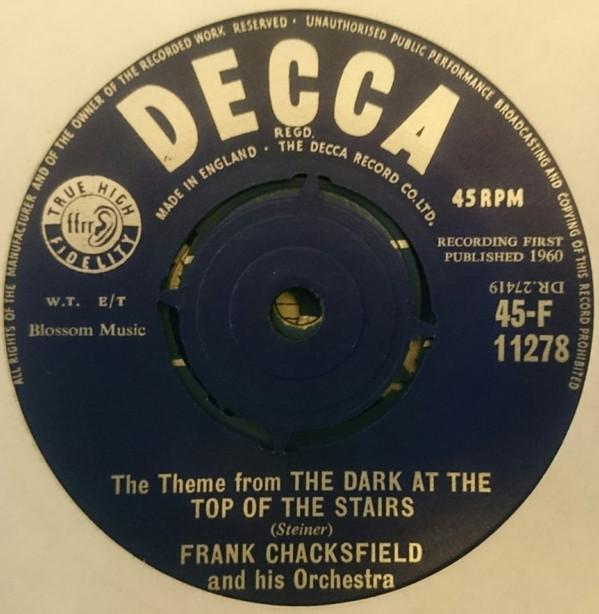 ALL RIGHTS OF THE MANUFACTURER AND OF THE OWNER OF THE RECORDED WORK RESERVED · UNAUTHORISED PUBLIC PERFORMANCE BROADCASTING AND COPYING OF THIS RECORD PROHIBITED
DECCA
REGD.
MADE IN ENGLAND · THE DECCA RECORD CO. LTD.
TRUE HIGH
ffrr
FIDELITY
45 RPM
RECORDING FIRST
PUBLISHED 1960
DR.27419
W.T. E/T
Blossom Music
45-F
11278
The Theme from THE DARK AT THE
TOP OF THE STAIRS
(Steiner)
FRANK CHACKSFIELD
and his Orchestra